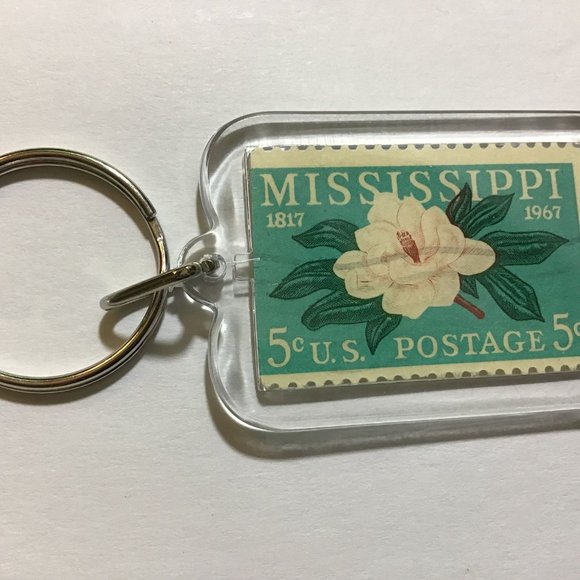 MISSISSIPPI
1817 1967
5c U.S. POSTAGE 5c